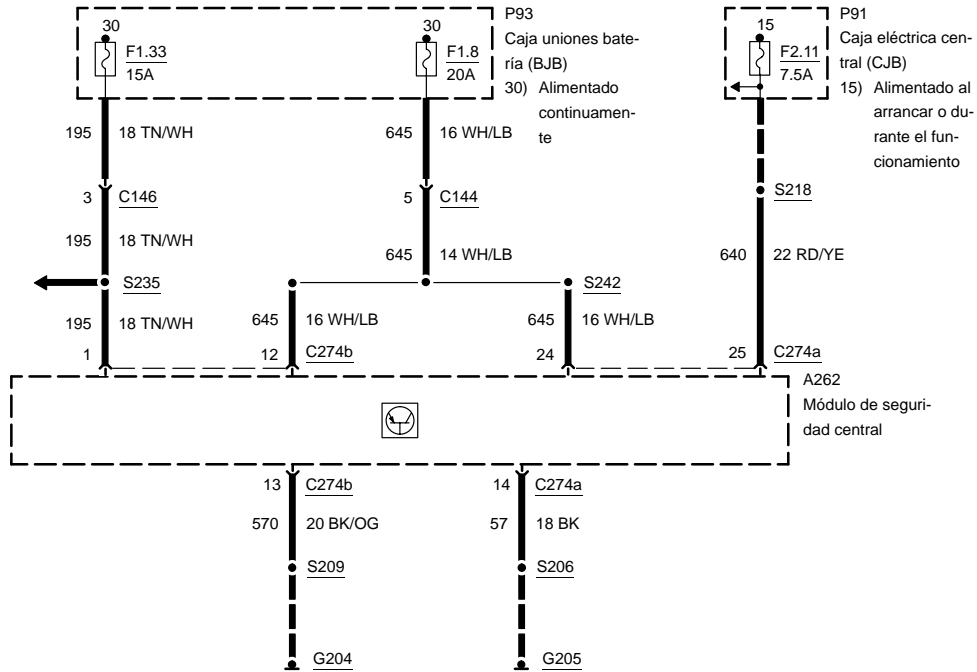 30
F1.33
15A
30
F1.8
20A
P93
Caja uniones bate-
ría (BJB)
30) Alimentado
continuamen-
te
15
F2.11
7.5A
P91
Caja eléctrica cen-
tral (CJB)
15) Alimentado al
arrancar o du-
rante el fun-
cionamiento
195 18 TN/WH
645 16 WH/LB
3 C146
5 C144
S218
195 18 TN/WH
645 14 WH/LB
640 22 RD/YE
S235
S242
195 18 TN/WH
645 16 WH/LB
645 16 WH/LB
1
12 C274b
24
25 C274a
A262
Módulo de seguri-
dad central
13 C274b
14 C274a
570 20 BK/OG
57 18 BK
S209
S206
G204
G205